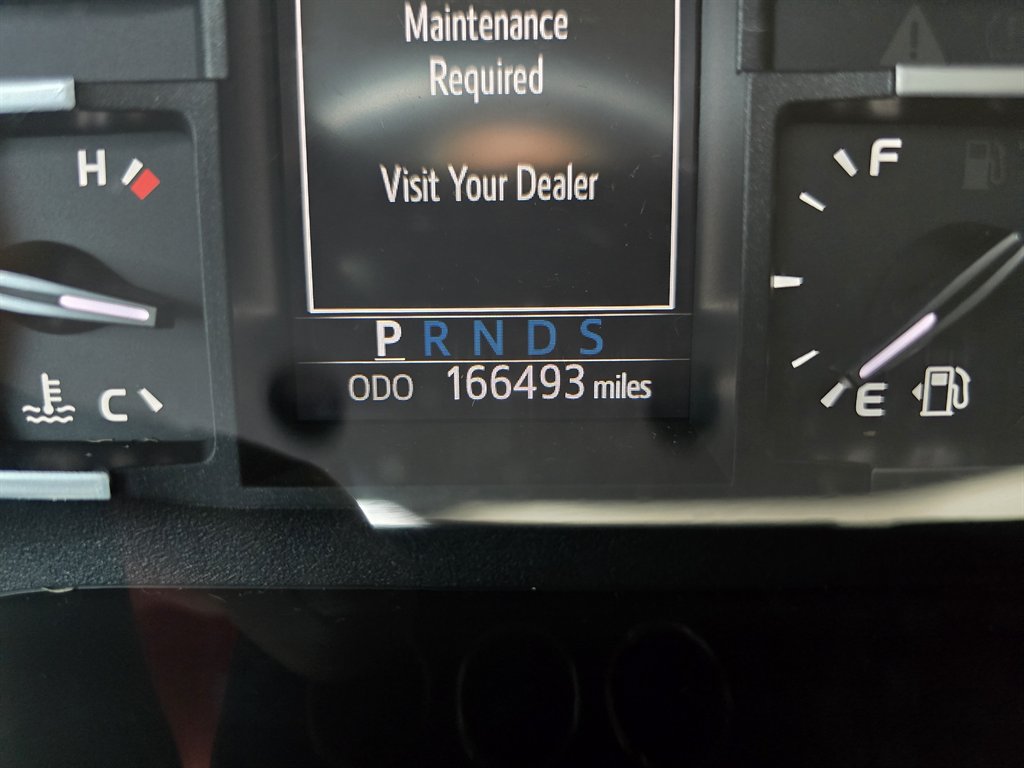 Maintenance
Required
Visit Your Dealer
H
F
P R N D S
C
ODO 166493 miles
E